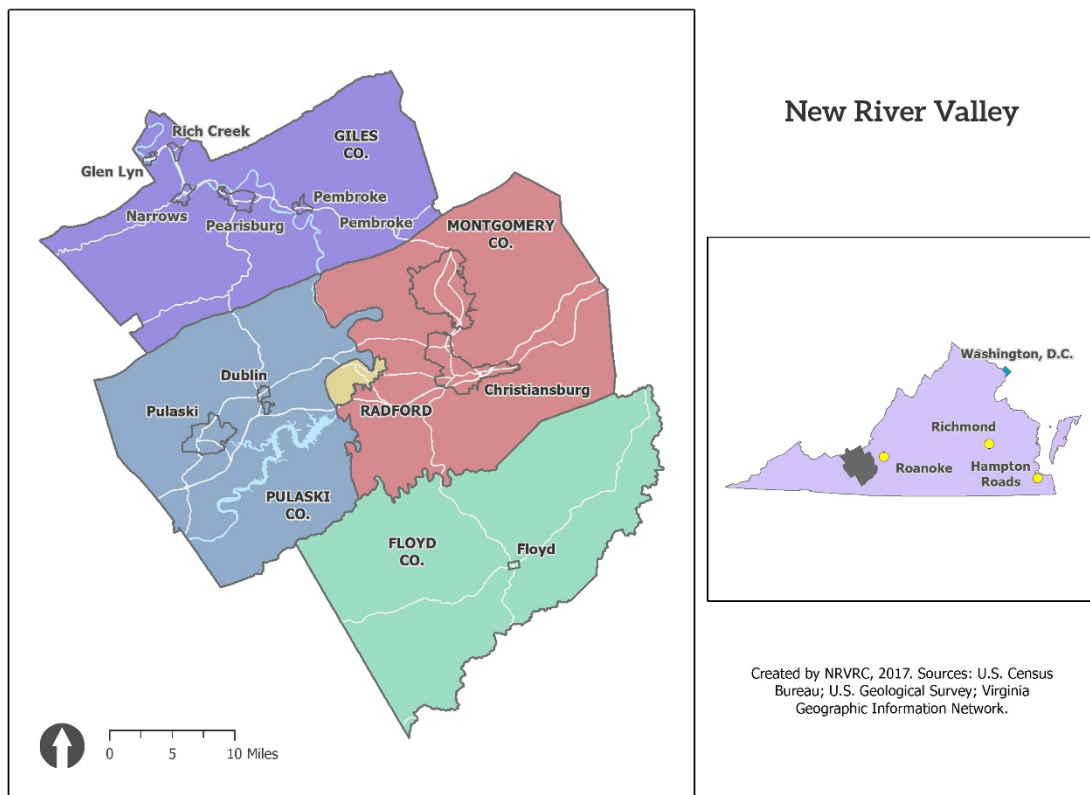 New River Valley
Rich Creek
GILES
CO.
Glen Lyn
Narrows
Pearisburg
Pembroke
Pembroke
MONTGOMERY
CO.
Dublin
Pulaski
RADFORD
Christiansburg
PULASKI
CO.
FLOYD
CO.
Floyd
0 5 10 Miles
Washington, D.C.
Richmond
Roanoke
Hampton
Roads
Created by NRVRC, 2017. Sources: U.S. Census
Bureau; U.S. Geological Survey; Virginia
Geographic Information Network.